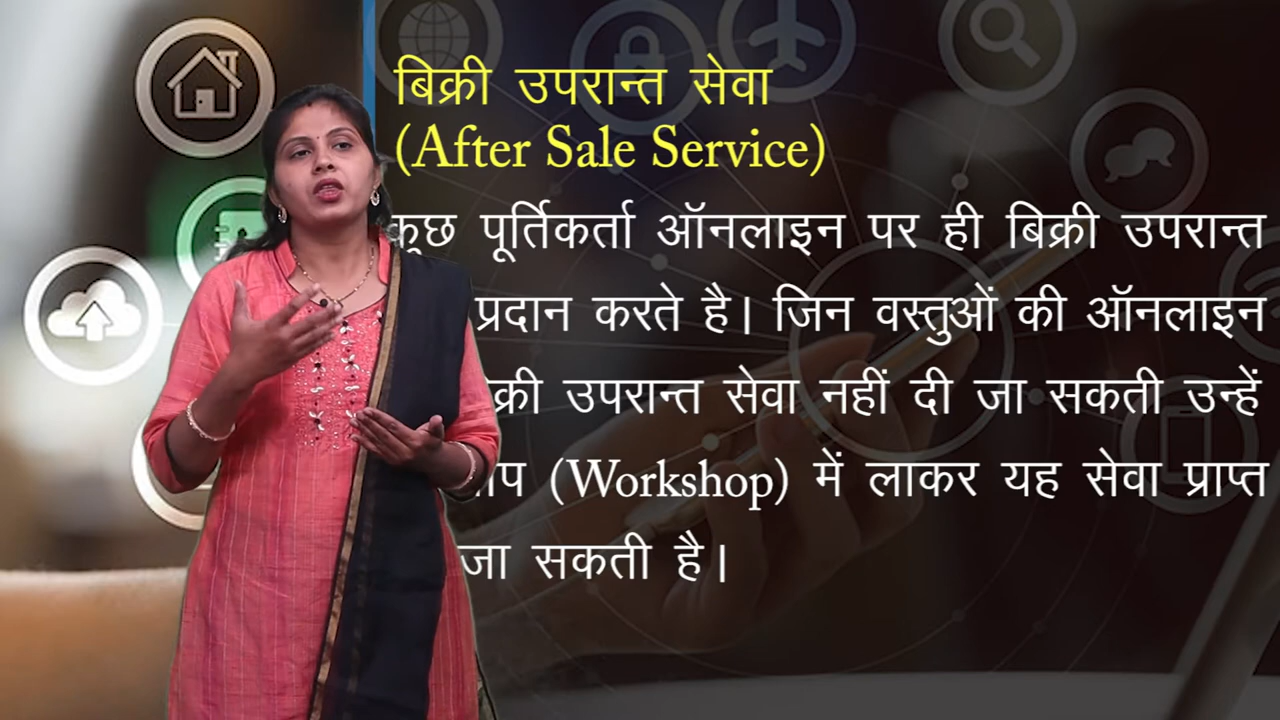 बिक्री उपरान्त सेवा
(After Sale Service)
कुछ पूर्तिकर्ता ऑनलाइन पर ही बिक्री उपरान्त
प्रदान करते है। जिन वस्तुओं की ऑनलाइन
उपरान्त सेवा नहीं दी जा सकती उन्हें
(Workshop) में लाकर यह सेवा प्राप्त
जा सकती है।